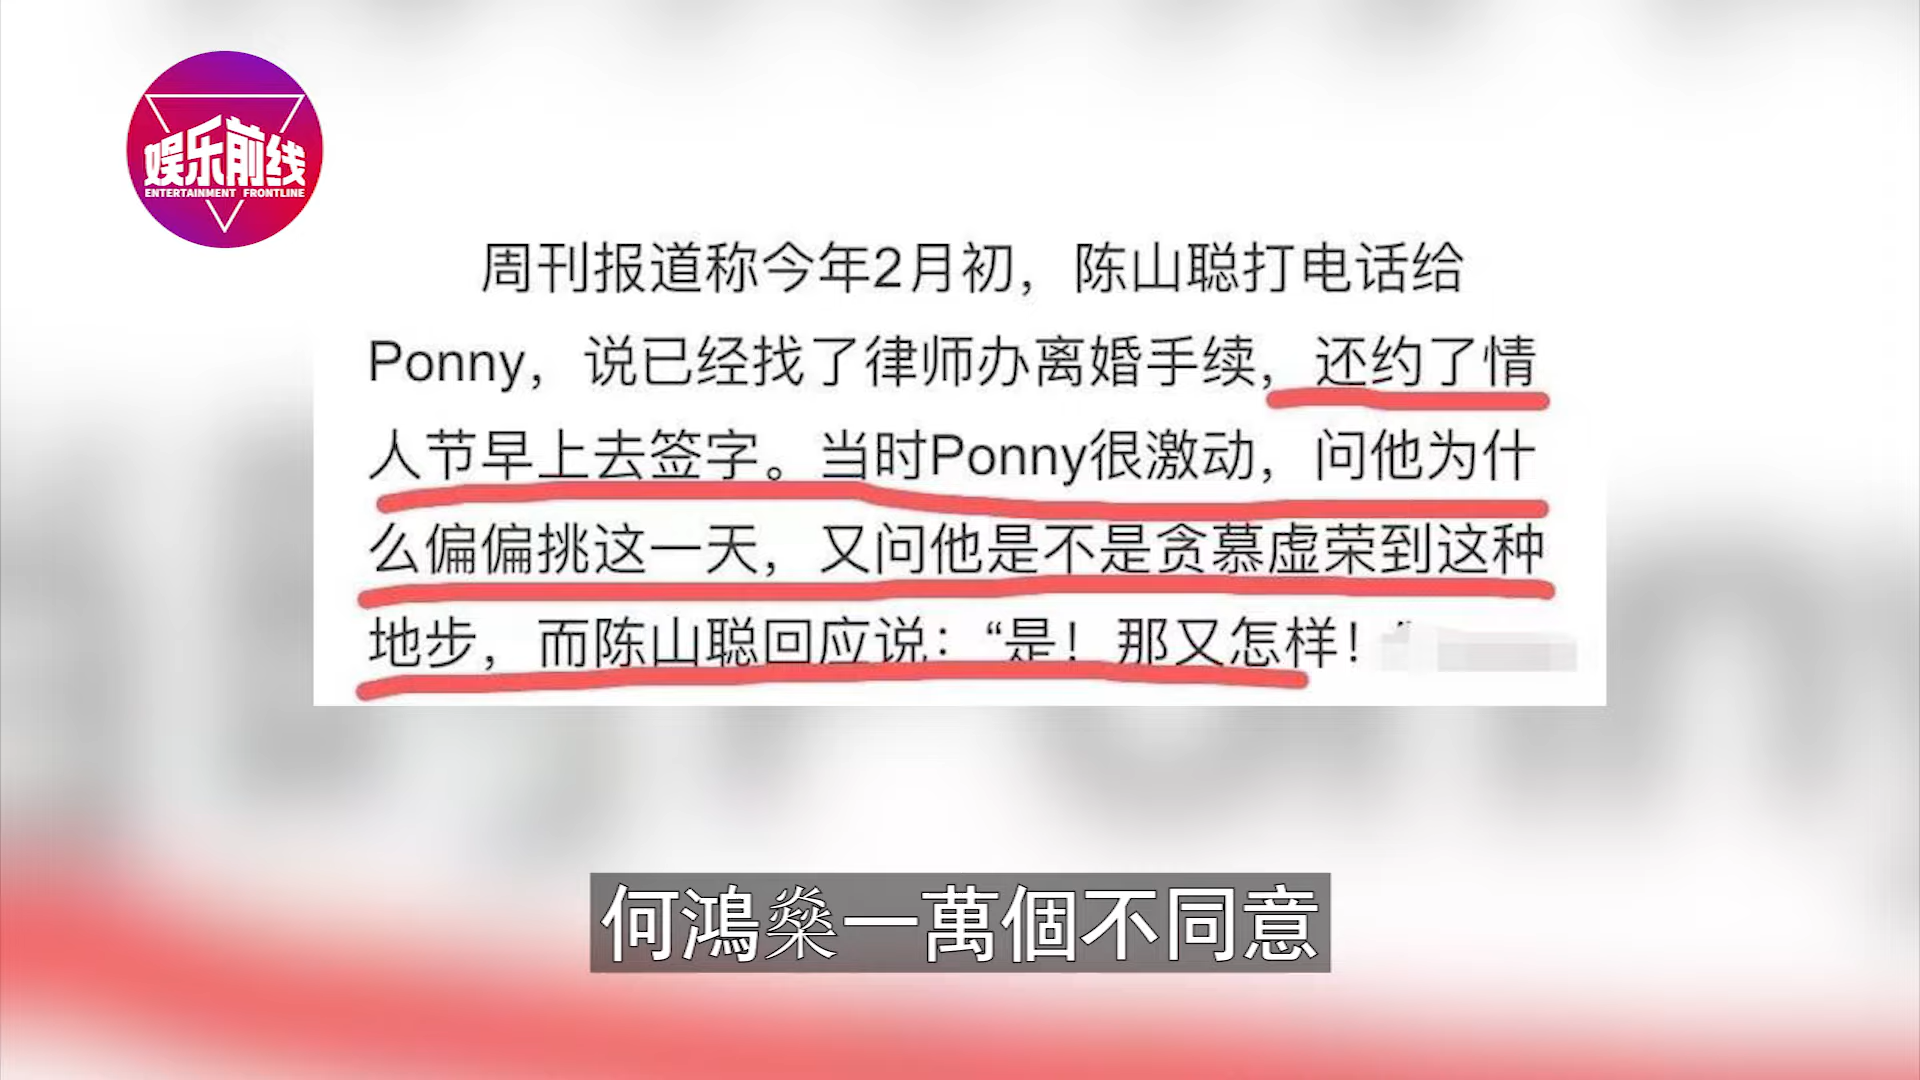 娱乐前线
ENTERTAINMENT FRONTLINE
周刊报道称今年2月初，陈山聪打电话给
Ponny，说已经找了律师办离婚手续，还约了情
人节早上去签字。当时Ponny很激动，问他为什
么偏偏挑这一天，又问他是不是贪慕虚荣到这种
地步，而陈山聪回应说：“是！那又怎样！”
何鴻燊一萬個不同意